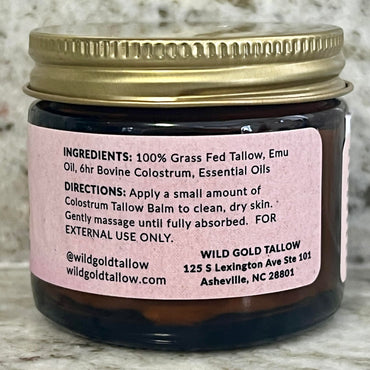 INGREDIENTS: 100% Grass Fed Tallow, Emu
Oil, 6hr Bovine Colostrum, Essential Oils
DIRECTIONS: Apply a small amount of
Colostrum Tallow Balm to clean, dry skin.
Gently massage until fully absorbed. FOR
EXTERNAL USE ONLY.
@wildgoldtallow
wildgoldtallow.com
WILD GOLD TALLOW
125 S Lexington Ave Ste 101
Asheville, NC 28801